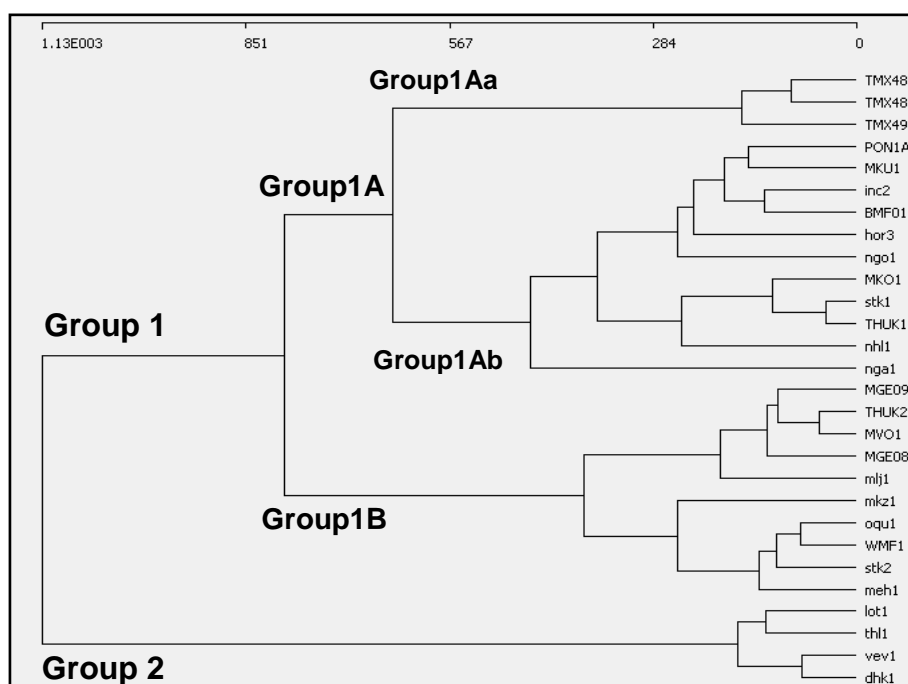 1.13E003 851 567 284 0
Group1Aa
TMX48
TMX48
TMX49
PON1A
MKU1
Group1A
inc2
BMF01
hor3
ngo1
MKO1
stk1
Group 1
THUK1
nhl1
Group1Ab
nga1
MGE09
THUK2
MVO1
MGE08
mlj1
mkz1
Group1B
oqu1
WMF1
stk2
meh1
lot1
thl1
vev1
Group 2
dhk1